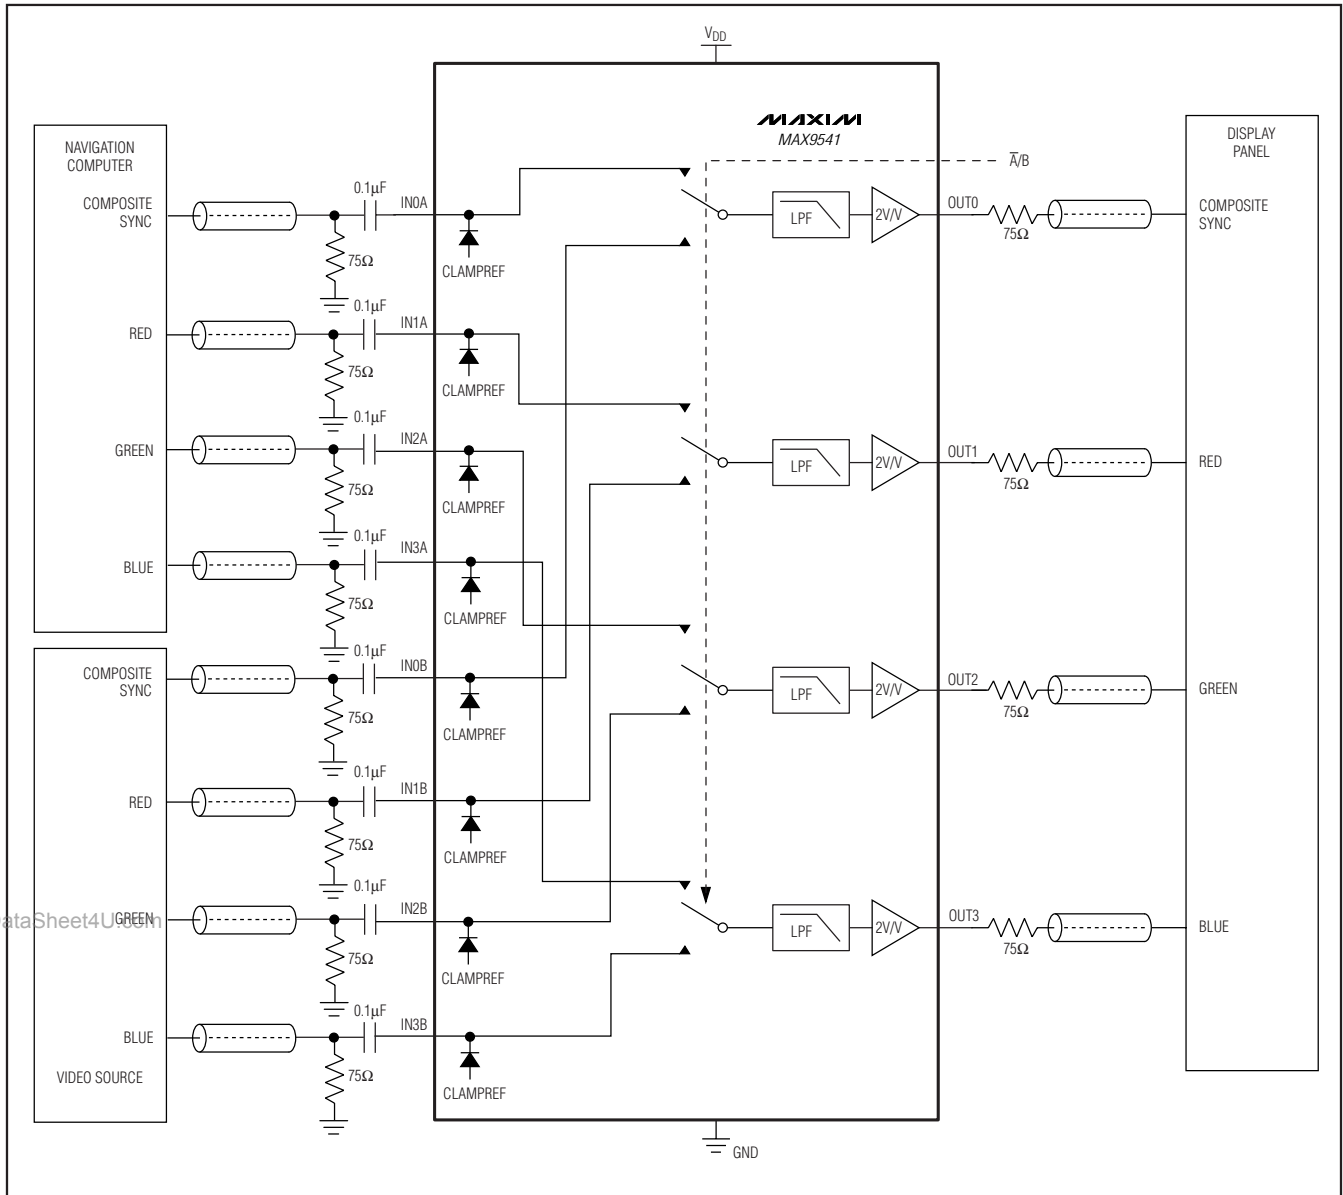 VDD
MAXIM
MAX9541
A̅/B
NAVIGATION
COMPUTER
COMPOSITE
SYNC
0.1µF
75Ω
IN0A
CLAMPREF
RED
0.1µF
75Ω
IN1A
CLAMPREF
GREEN
0.1µF
75Ω
IN2A
CLAMPREF
BLUE
0.1µF
75Ω
IN3A
CLAMPREF
COMPOSITE
SYNC
0.1µF
75Ω
IN0B
CLAMPREF
RED
0.1µF
75Ω
IN1B
CLAMPREF
GREEN
0.1µF
75Ω
IN2B
CLAMPREF
BLUE
0.1µF
75Ω
IN3B
CLAMPREF
VIDEO SOURCE
LPF
2V/V
OUT0
75Ω
LPF
2V/V
OUT1
75Ω
LPF
2V/V
OUT2
75Ω
LPF
2V/V
OUT3
75Ω
DISPLAY
PANEL
COMPOSITE
SYNC
RED
GREEN
BLUE
GND
ataSheet4U.com